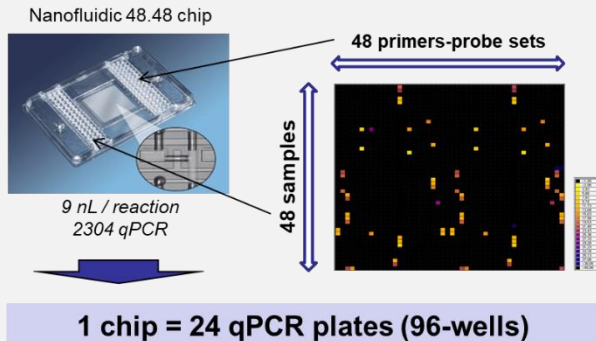 Nanofluidic 48.48 chip
48 primers-probe sets
48 samples
9 nL / reaction
2304 qPCR
1 chip = 24 qPCR plates (96-wells)